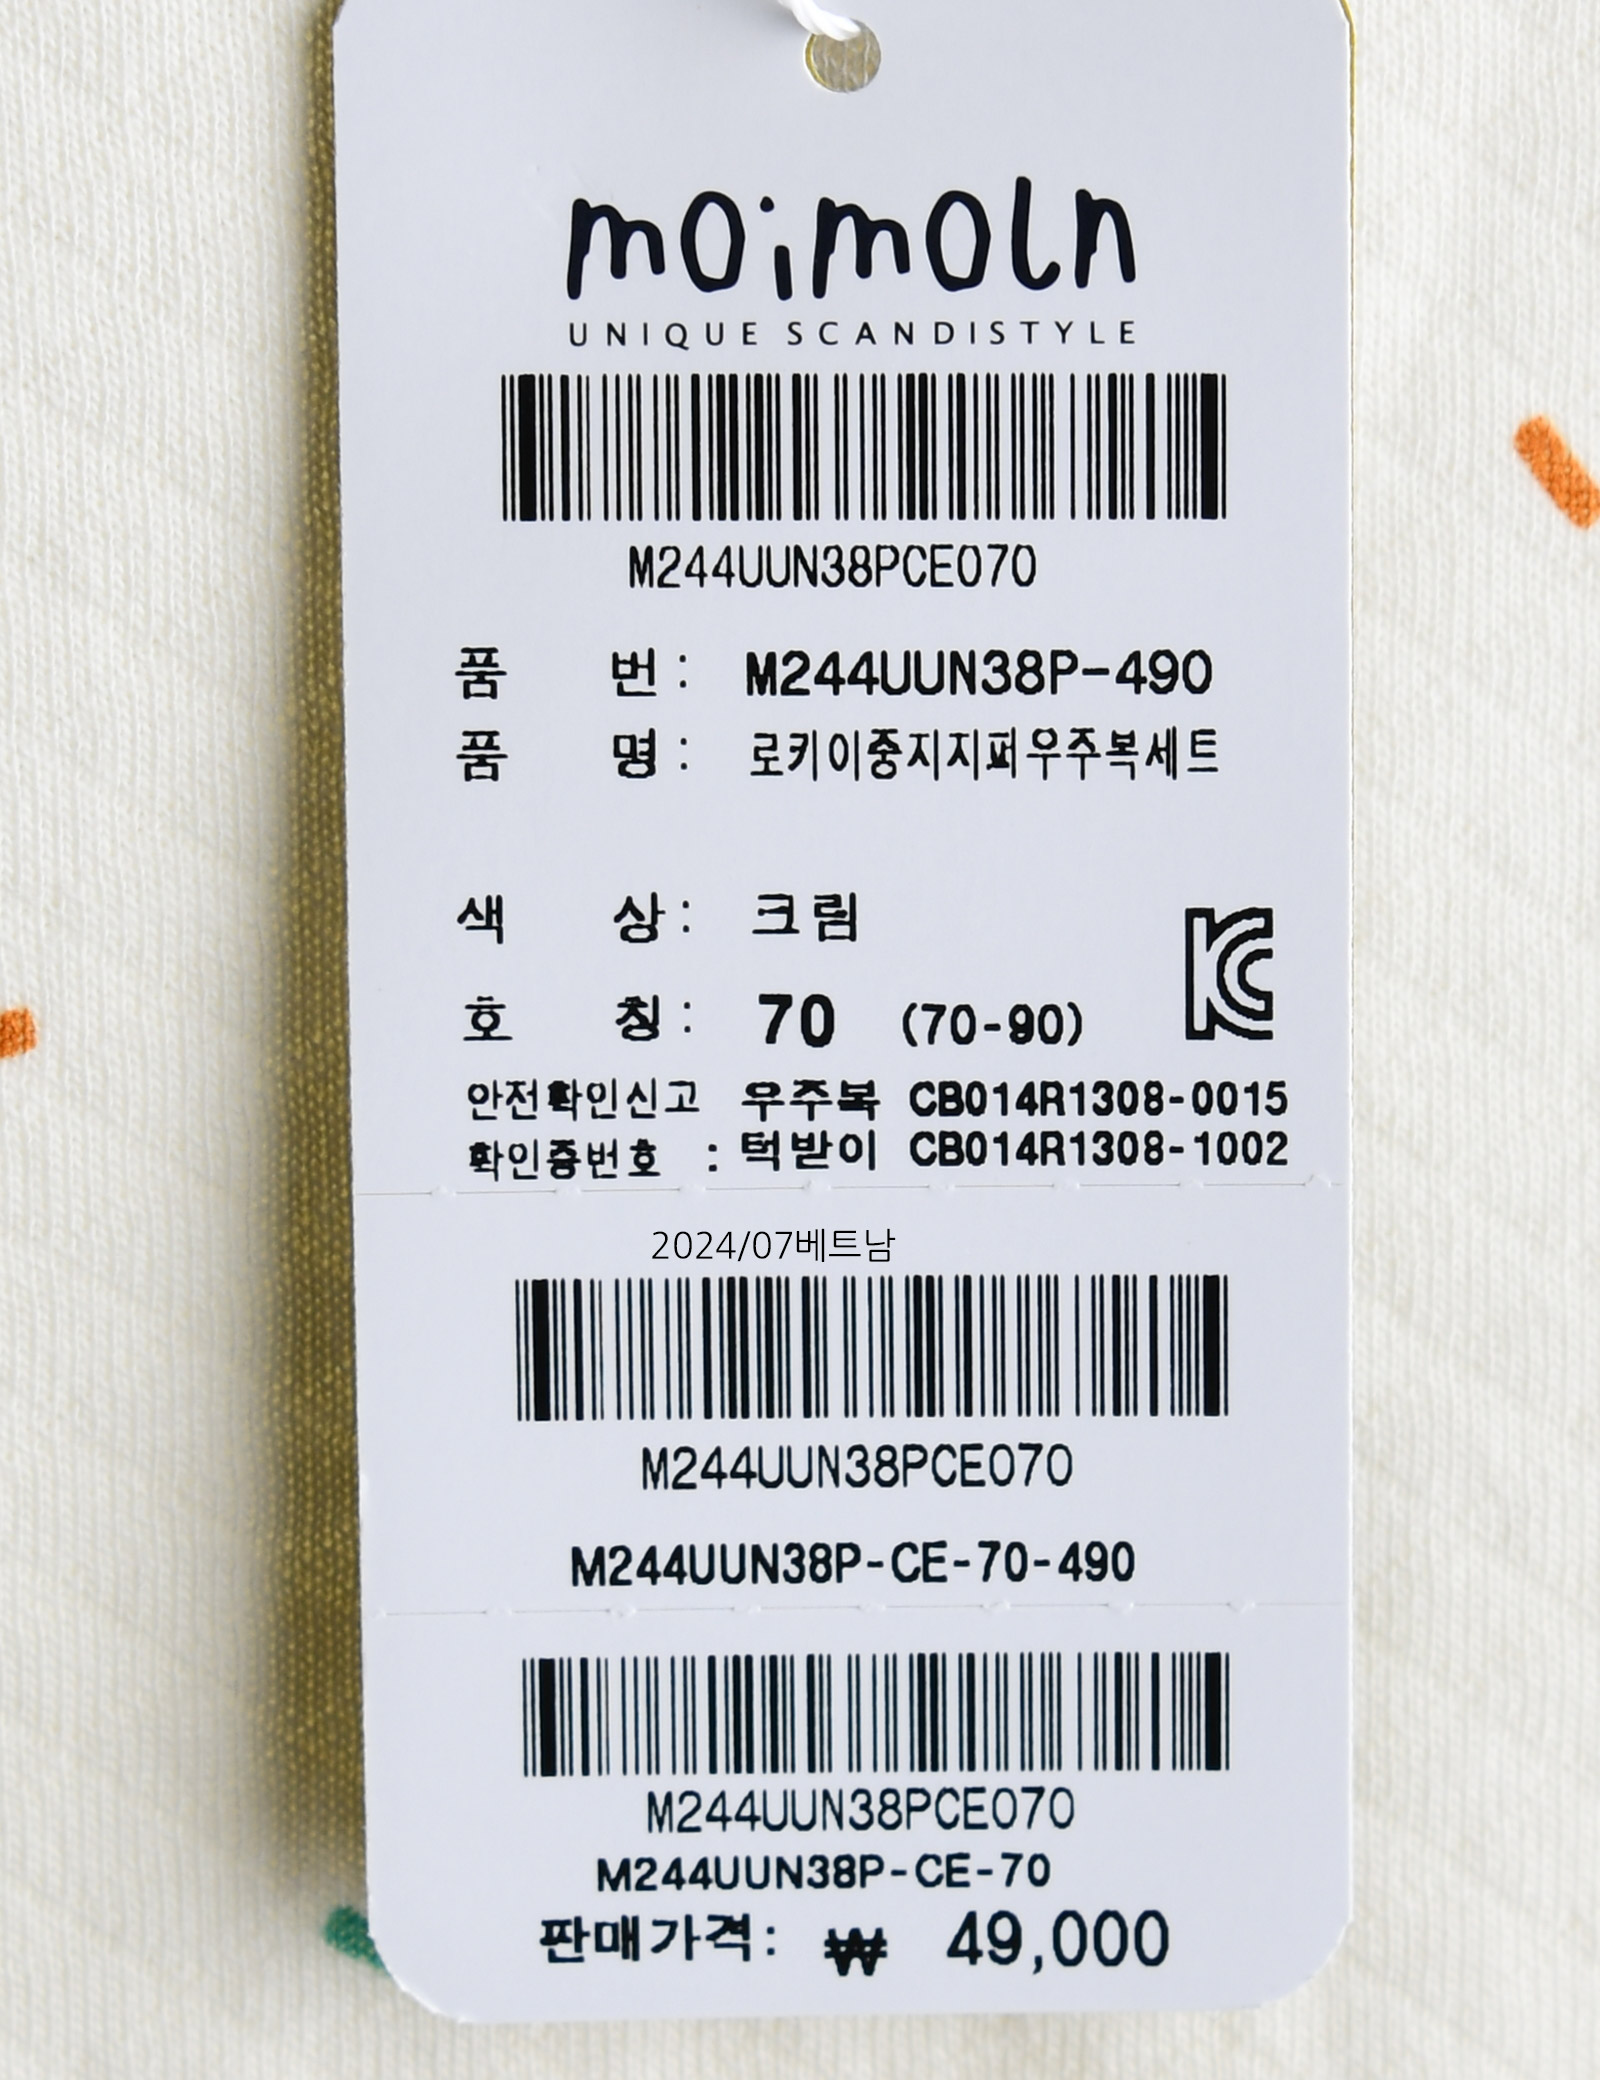 moimoln
UNIQUE SCANDISTYLE
M244UUN38PCE070
품 번 : M244UUN38P-490
품 명 : 로키이중지지퍼우주복세트
색 상 : 크림
호 칭 : 70 (70-90)
안전확인신고 우주복 CB014R1308-0015
확인증번호 : 턱받이 CB014R1308-1002
2024/07베트남
M244UUN38PCE070
M244UUN38P-CE-70-490
M244UUN38PCE070
M244UUN38P-CE-70
판매가격: ₩ 49,000